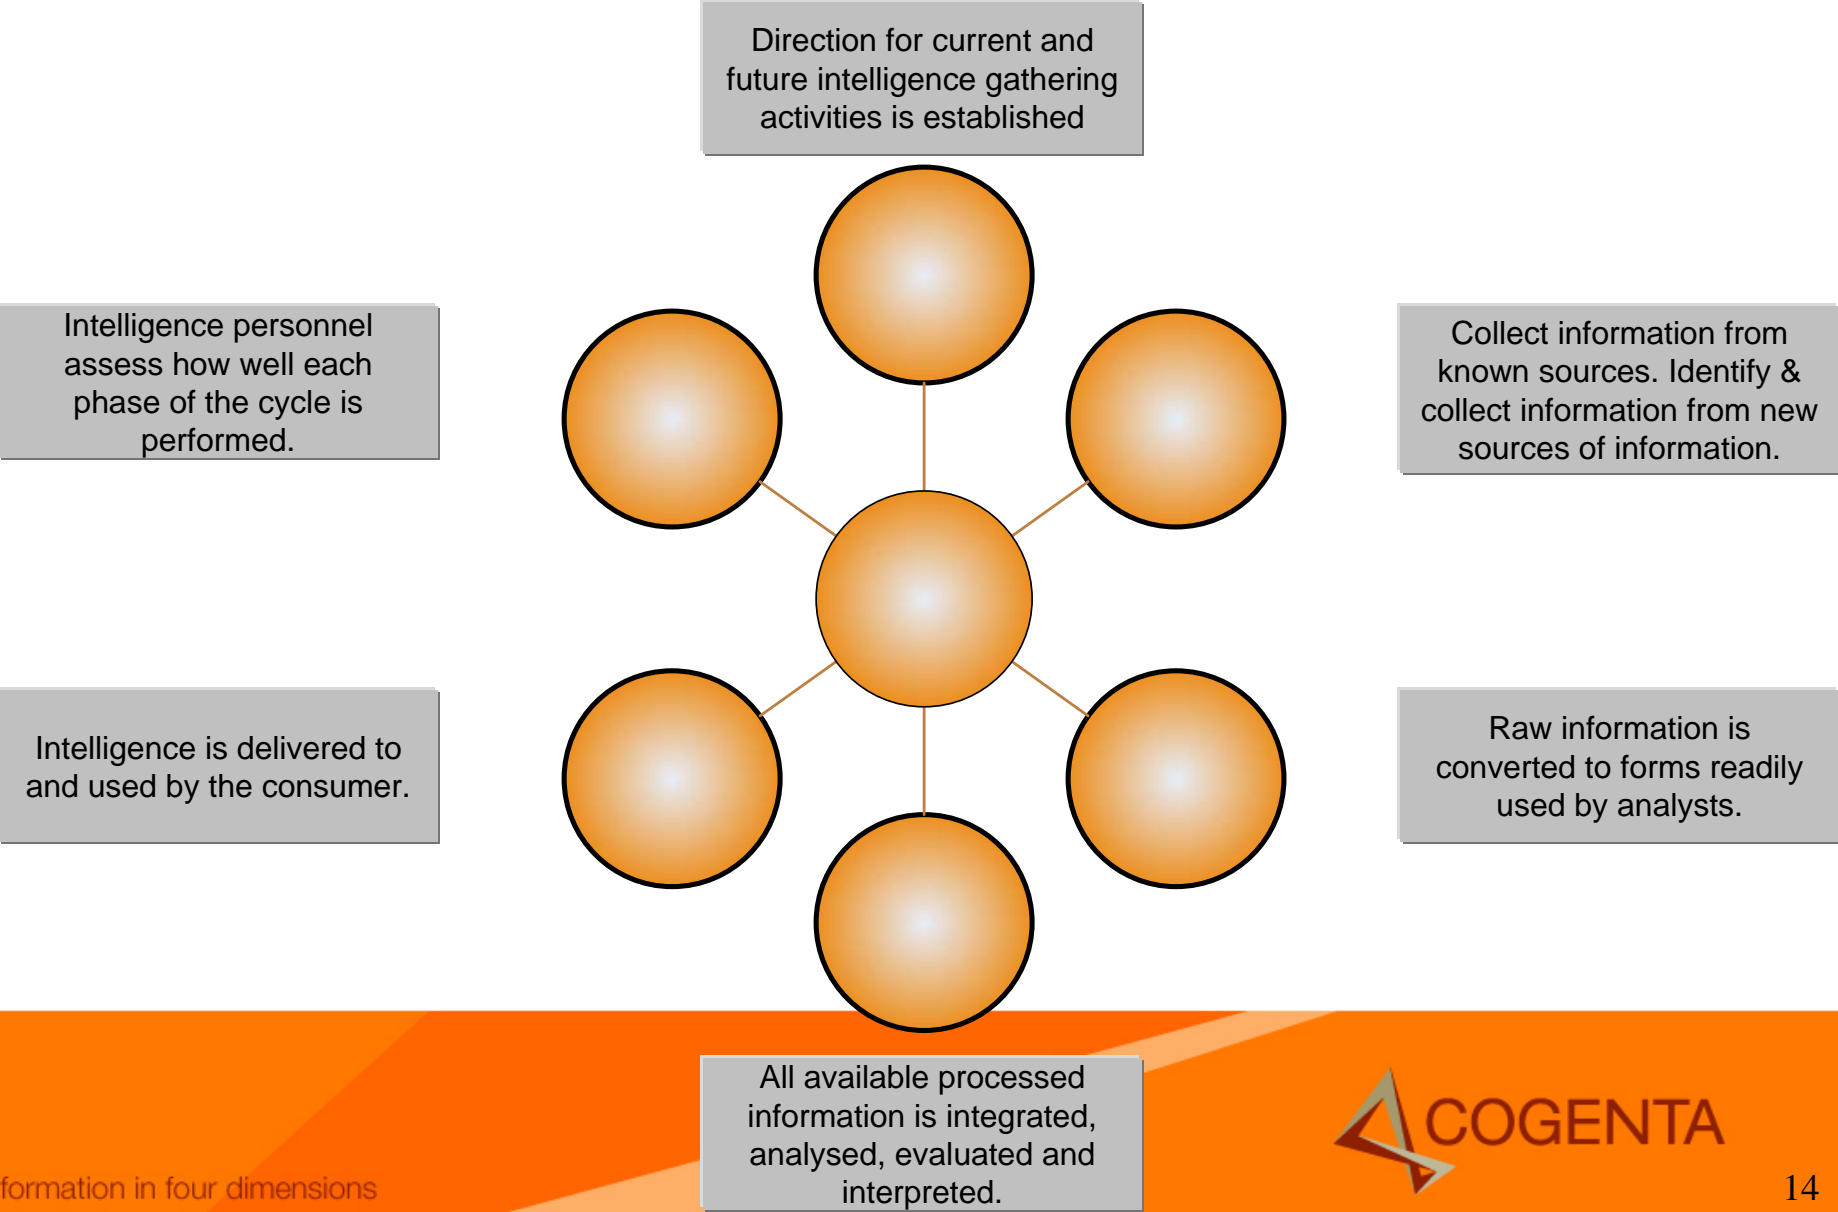 Direction for current and
future intelligence gathering
activities is established
Intelligence personnel
assess how well each
phase of the cycle is
performed.
Collect information from
known sources. Identify &
collect information from new
sources of information.
Intelligence is delivered to
and used by the consumer.
Raw information is
converted to forms readily
used by analysts.
All available processed
information is integrated,
analysed, evaluated and
interpreted.
COGENTA
formation in four dimensions
14